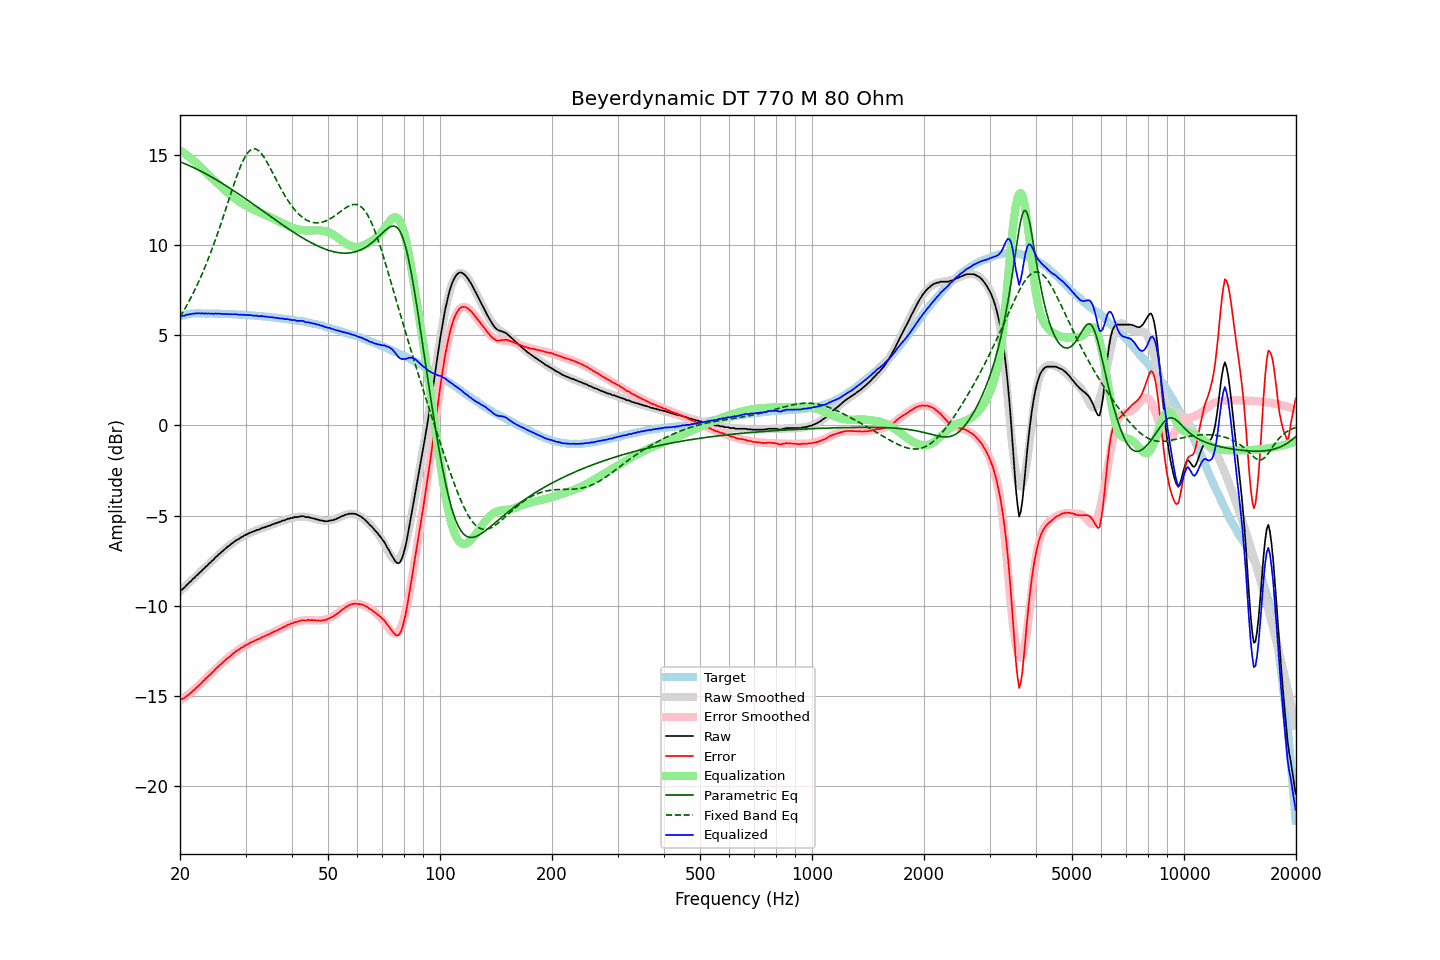 Beyerdynamic DT 770 M 80 Ohm
Amplitude (dBr)
15
10
5
0
−5
−10
−15
−20
Target
Raw Smoothed
Error Smoothed
Raw
Error
Equalization
Parametric Eq
Fixed Band Eq
Equalized
20 50 100 200 500 1000 2000 5000 10000 20000
Frequency (Hz)